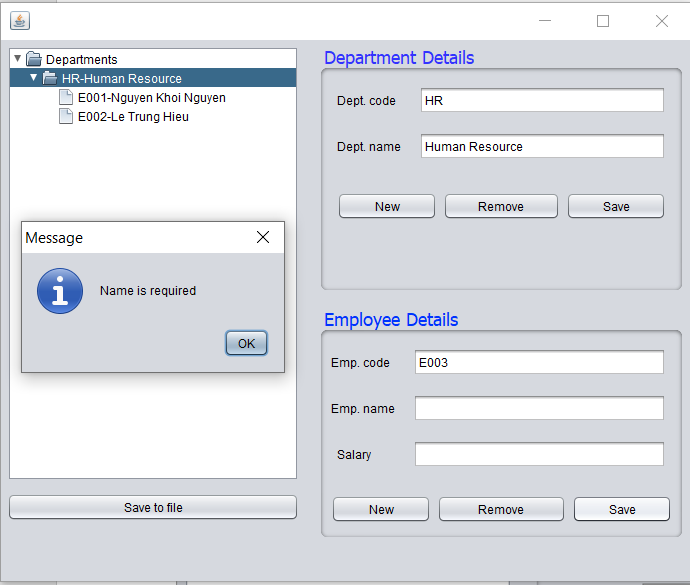 Departments
HR-Human Resource
E001-Nguyen Khoi Nguyen
E002-Le Trung Hieu
Message
Name is required
OK
Save to file
Department Details
Dept. code HR
Dept. name Human Resource
New Remove Save
Employee Details
Emp. code E003
Emp. name
Salary
New Remove Save